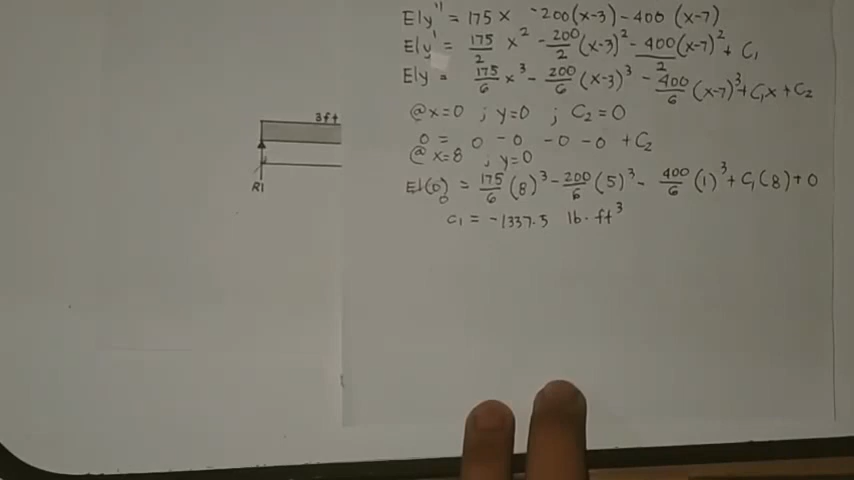 EIy'' = 175x -200(x-3) -400 (x-7)
EIy' = 175/2 x² - 200/2 (x-3)² - 400/2 (x-7)² + C₁
EIy = 175/6 x³ - 200/6 (x-3)³ - 400/6 (x-7)³ + C₁x + C₂
@x=0 ; y=0 ; C₂=0
0 = 0 -0 -0 -0 +C₂
@ x=8 , y=0
EI(0) = 175/6 (8)³ - 200/6 (5)³ - 400/6 (1)³ + C₁(8)+0
0
C₁ = -1337.5 lb·ft³
3ft
R1